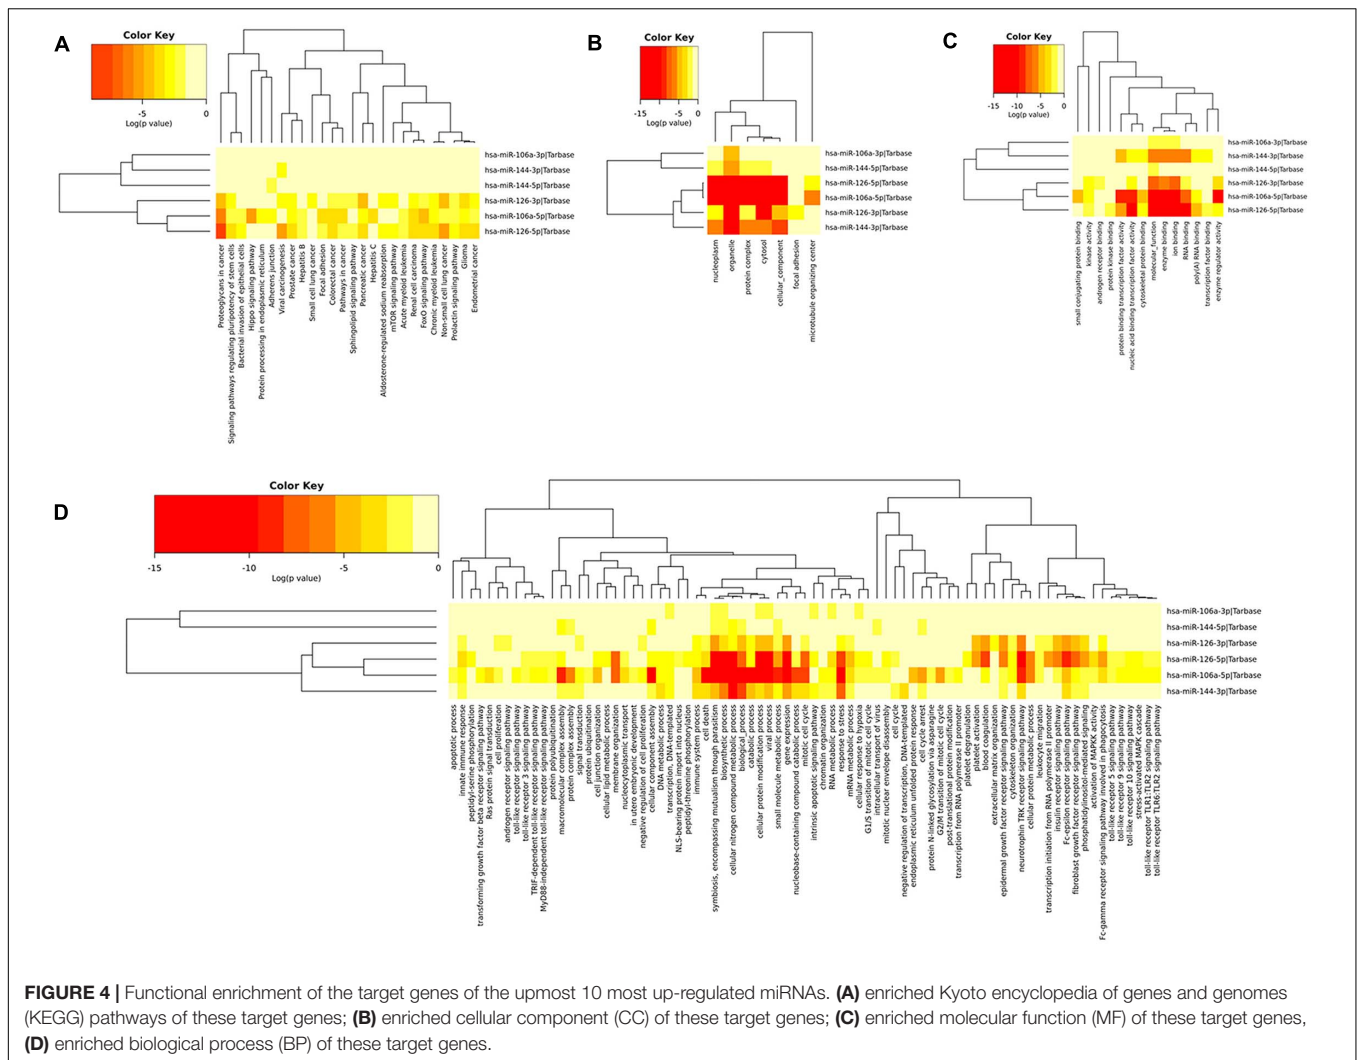 A
Color Key
-5
0
Log(p value)
hsa-miR-106a-3p|Tarbase
hsa-miR-144-3p|Tarbase
hsa-miR-144-5p|Tarbase
hsa-miR-126-3p|Tarbase
hsa-miR-106a-5p|Tarbase
hsa-miR-126-5p|Tarbase
Proteoglycans in cancer
Signaling pathways regulating pluripotency of stem cells
Bacterial invasion of epithelial cells
Hippo signaling pathway
Protein processing in endoplasmic reticulum
Adherens junction
Viral carcinogenesis
Prostate cancer
Hepatitis B
Small cell lung cancer
Focal adhesion
Colorectal cancer
Pathways in cancer
Sphingolipid signaling pathway
Pancreatic cancer
Hepatitis C
Aldosterone-regulated sodium reabsorption
mTOR signaling pathway
Acute myeloid leukemia
Renal cell carcinoma
FoxO signaling pathway
Chronic myeloid leukemia
Non-small cell lung cancer
Prolactin signaling pathway
Glioma
Endometrial cancer
B
Color Key
-15
-5
0
Log(p value)
hsa-miR-106a-3p|Tarbase
hsa-miR-144-5p|Tarbase
hsa-miR-126-5p|Tarbase
hsa-miR-106a-5p|Tarbase
hsa-miR-126-3p|Tarbase
hsa-miR-144-3p|Tarbase
nucleoplasm
organelle
protein complex
cytosol
cellular_component
focal adhesion
microtubule organizing center
C
Color Key
-15
-10
-5
0
Log(p value)
hsa-miR-106a-3p|Tarbase
hsa-miR-144-3p|Tarbase
hsa-miR-144-5p|Tarbase
hsa-miR-126-3p|Tarbase
hsa-miR-106a-5p|Tarbase
hsa-miR-126-5p|Tarbase
small conjugating protein binding
kinase activity
androgen receptor binding
protein kinase binding
protein binding transcription factor activity
nucleic acid binding transcription factor activity
cytoskeletal protein binding
molecular_function
enzyme binding
ion binding
RNA binding
poly(A) RNA binding
transcription factor binding
enzyme regulator activity
D
Color Key
-15
-10
-5
0
Log(p value)
hsa-miR-106a-3p|Tarbase
hsa-miR-144-5p|Tarbase
hsa-miR-126-3p|Tarbase
hsa-miR-126-5p|Tarbase
hsa-miR-106a-5p|Tarbase
hsa-miR-144-3p|Tarbase
apoptotic process
innate immune response
peptidyl-serine phosphorylation
transforming growth factor beta receptor signaling pathway
Ras protein signal transduction
cell proliferation
androgen receptor signaling pathway
toll-like receptor signaling pathway
toll-like receptor 3 signaling pathway
TRIF-dependent toll-like receptor signaling pathway
MyD88-independent toll-like receptor signaling pathway
protein polyubiquitination
macromolecular complex assembly
protein complex assembly
signal transduction
protein ubiquitination
cell junction organization
cellular lipid metabolic process
membrane organization
nucleocytoplasmic transport
in utero embryonic development
negative regulation of cell proliferation
cellular component assembly
DNA metabolic process
transcription, DNA-templated
NLS-bearing protein import into nucleus
peptidyl-threonine phosphorylation
immune system process
cell death
symbiosis, encompassing mutualism through parasitism
biosynthetic process
cellular nitrogen compound metabolic process
biological_process
catabolic process
cellular protein modification process
viral process
small molecule metabolic process
gene expression
nucleobase-containing compound catabolic process
mitotic cell cycle
intrinsic apoptotic signaling pathway
chromatin organization
RNA metabolic process
response to stress
mRNA metabolic process
cellular response to hypoxia
G1/S transition of mitotic cell cycle
intracellular transport of virus
mitotic nuclear envelope disassembly
cell cycle
negative regulation of transcription, DNA-templated
endoplasmic reticulum unfolded protein response
cell cycle arrest
protein N-linked glycosylation via asparagine
G2/M transition of mitotic cell cycle
post-translational protein modification
transcription from RNA polymerase II promoter
platelet degranulation
platelet activation
blood coagulation
extracellular matrix organization
epidermal growth factor receptor signaling pathway
cytoskeleton organization
neurotrophin TRK receptor signaling pathway
cellular protein metabolic process
leukocyte migration
transcription initiation from RNA polymerase II promoter
insulin receptor signaling pathway
Fc-epsilon receptor signaling pathway
fibroblast growth factor receptor signaling pathway
phosphatidylinositol-mediated signaling
activation of MAPKK activity
Fc-gamma receptor signaling pathway involved in phagocytosis
toll-like receptor 5 signaling pathway
toll-like receptor 9 signaling pathway
toll-like receptor 10 signaling pathway
stress-activated MAPK cascade
toll-like receptor TLR1:TLR2 signaling pathway
toll-like receptor TLR6:TLR2 signaling pathway
FIGURE 4 | Functional enrichment of the target genes of the upmost 10 most up-regulated miRNAs. (A) enriched Kyoto encyclopedia of genes and genomes
(KEGG) pathways of these target genes; (B) enriched cellular component (CC) of these target genes; (C) enriched molecular function (MF) of these target genes,
(D) enriched biological process (BP) of these target genes.